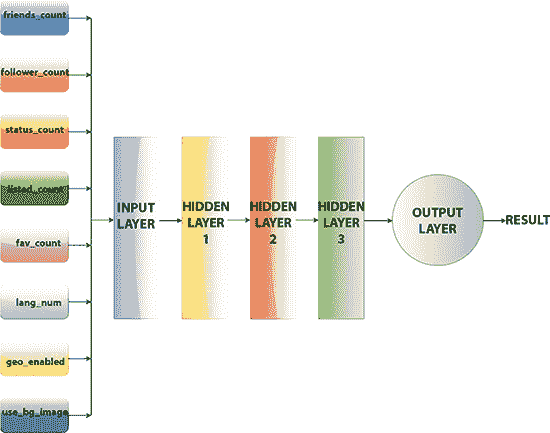 friends_count
follower_count
status_count
listed_count
fav_count
lang_num
geo_enabled
use_bg_image
INPUT
LAYER
HIDDEN
LAYER
1
HIDDEN
LAYER
2
HIDDEN
LAYER
3
OUTPUT
LAYER
RESULT